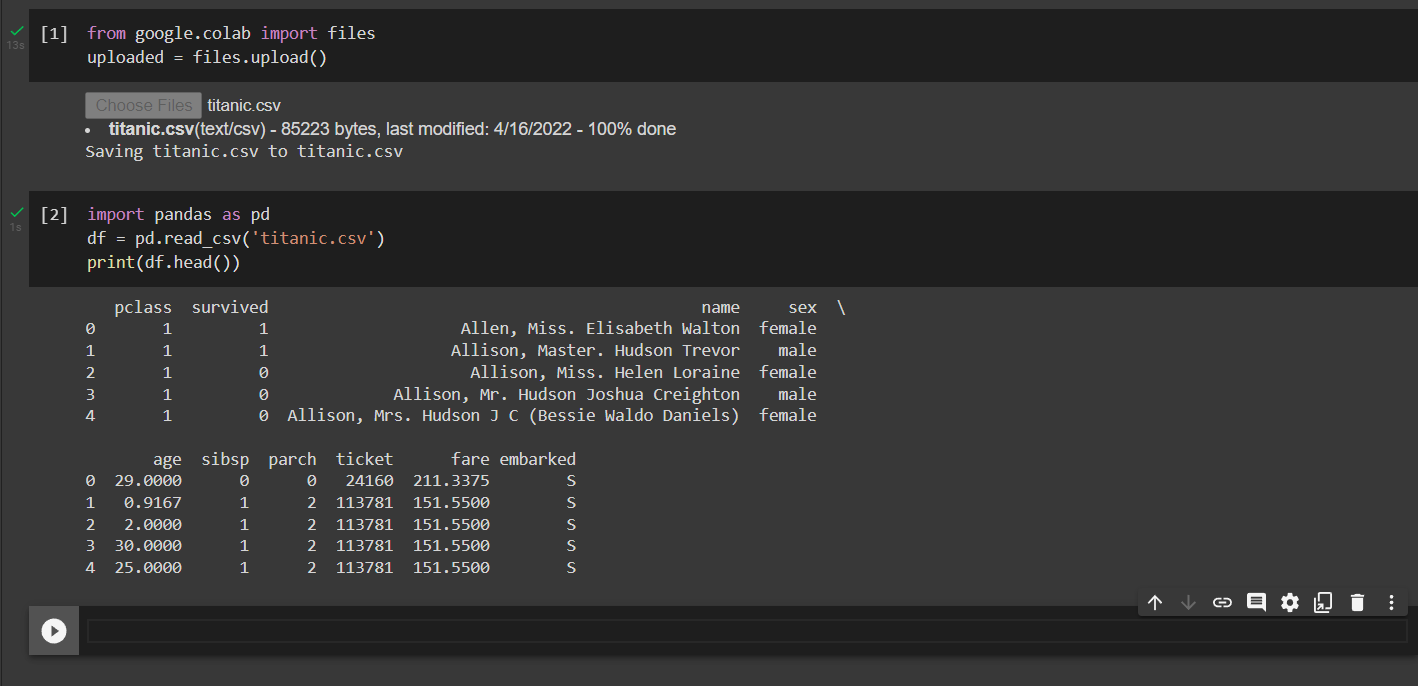 [1] from google.colab import files
13s uploaded = files.upload()
Choose Files titanic.csv
• titanic.csv(text/csv) - 85223 bytes, last modified: 4/16/2022 - 100% done
Saving titanic.csv to titanic.csv
[2] import pandas as pd
1s df = pd.read_csv('titanic.csv')
print(df.head())
pclass survived name sex \
0 1 1 Allen, Miss. Elisabeth Walton female
1 1 1 Allison, Master. Hudson Trevor male
2 1 0 Allison, Miss. Helen Loraine female
3 1 0 Allison, Mr. Hudson Joshua Creighton male
4 1 0 Allison, Mrs. Hudson J C (Bessie Waldo Daniels) female
age sibsp parch ticket fare embarked
0 29.0000 0 0 24160 211.3375 S
1 0.9167 1 2 113781 151.5500 S
2 2.0000 1 2 113781 151.5500 S
3 30.0000 1 2 113781 151.5500 S
4 25.0000 1 2 113781 151.5500 S